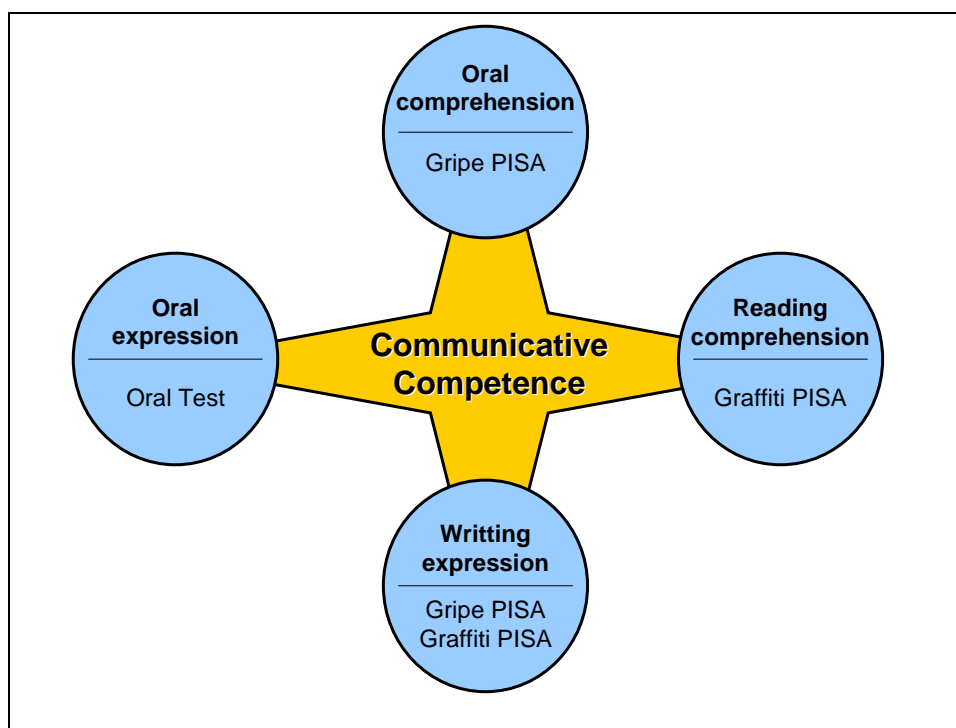 Oral
comprehension
Gripe PISA
Oral
expression
Oral Test
Communicative
Competence
Reading
comprehension
Graffiti PISA
Writting
expression
Gripe PISA
Graffiti PISA